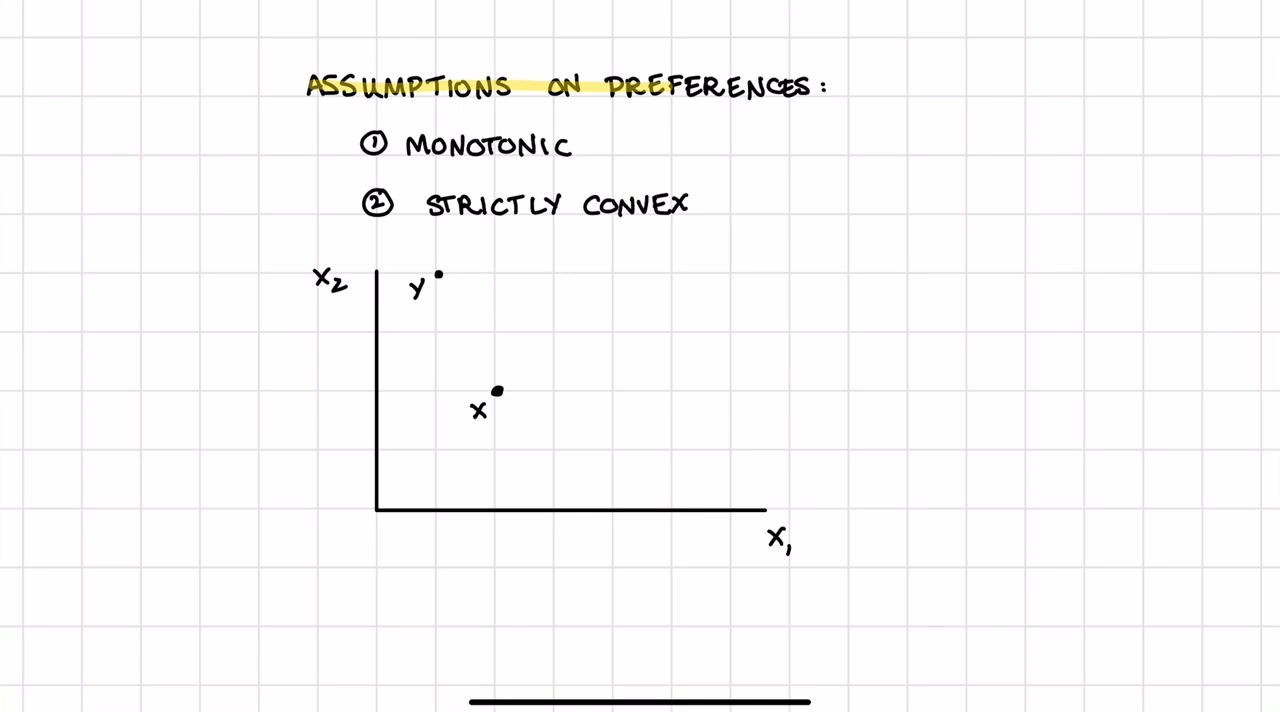 ASSUMPTIONS ON PREFERENCES:
① MONOTONIC
② STRICTLY CONVEX
X₂
Y
X
X₁